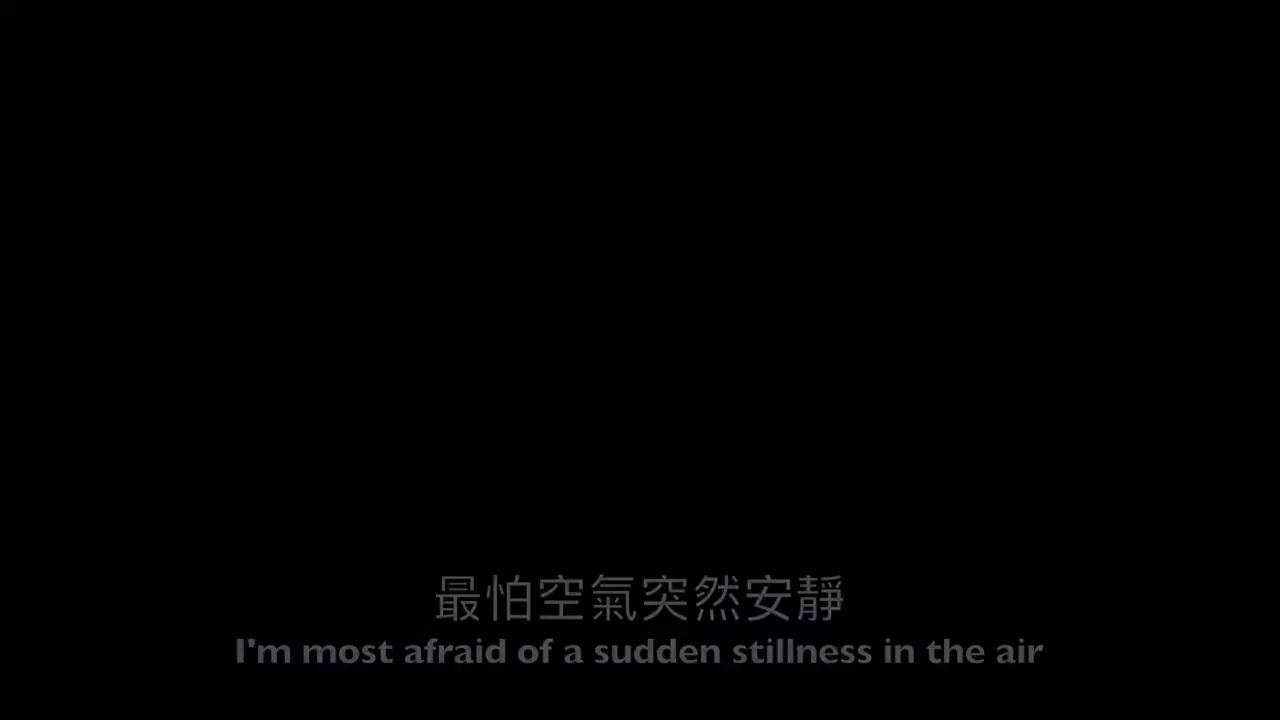 最怕空氣突然安靜
I'm most afraid of a sudden stillness in the air